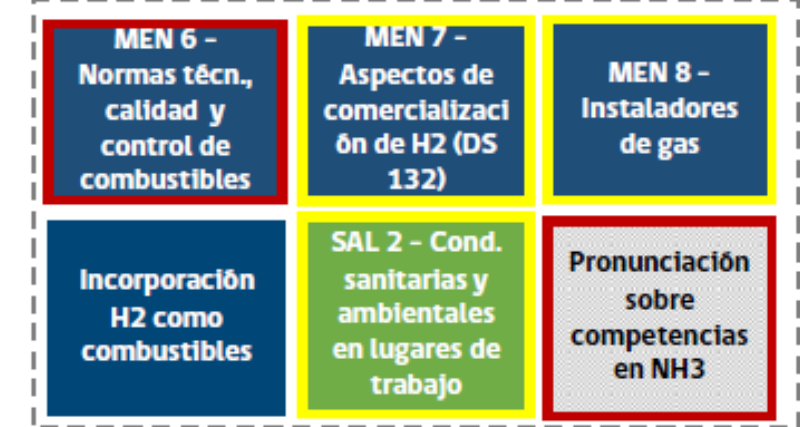 MEN 6 –
Normas técn.,
calidad y
control de
combustibles
MEN 7 –
Aspectos de
comercializaci
ón de H2 (DS
132)
MEN 8 –
Instaladores
de gas
Incorporación
H2 como
combustibles
SAL 2 – Cond.
sanitarias y
ambientales
en lugares de
trabajo
Pronunciación
sobre
competencias
en NH3